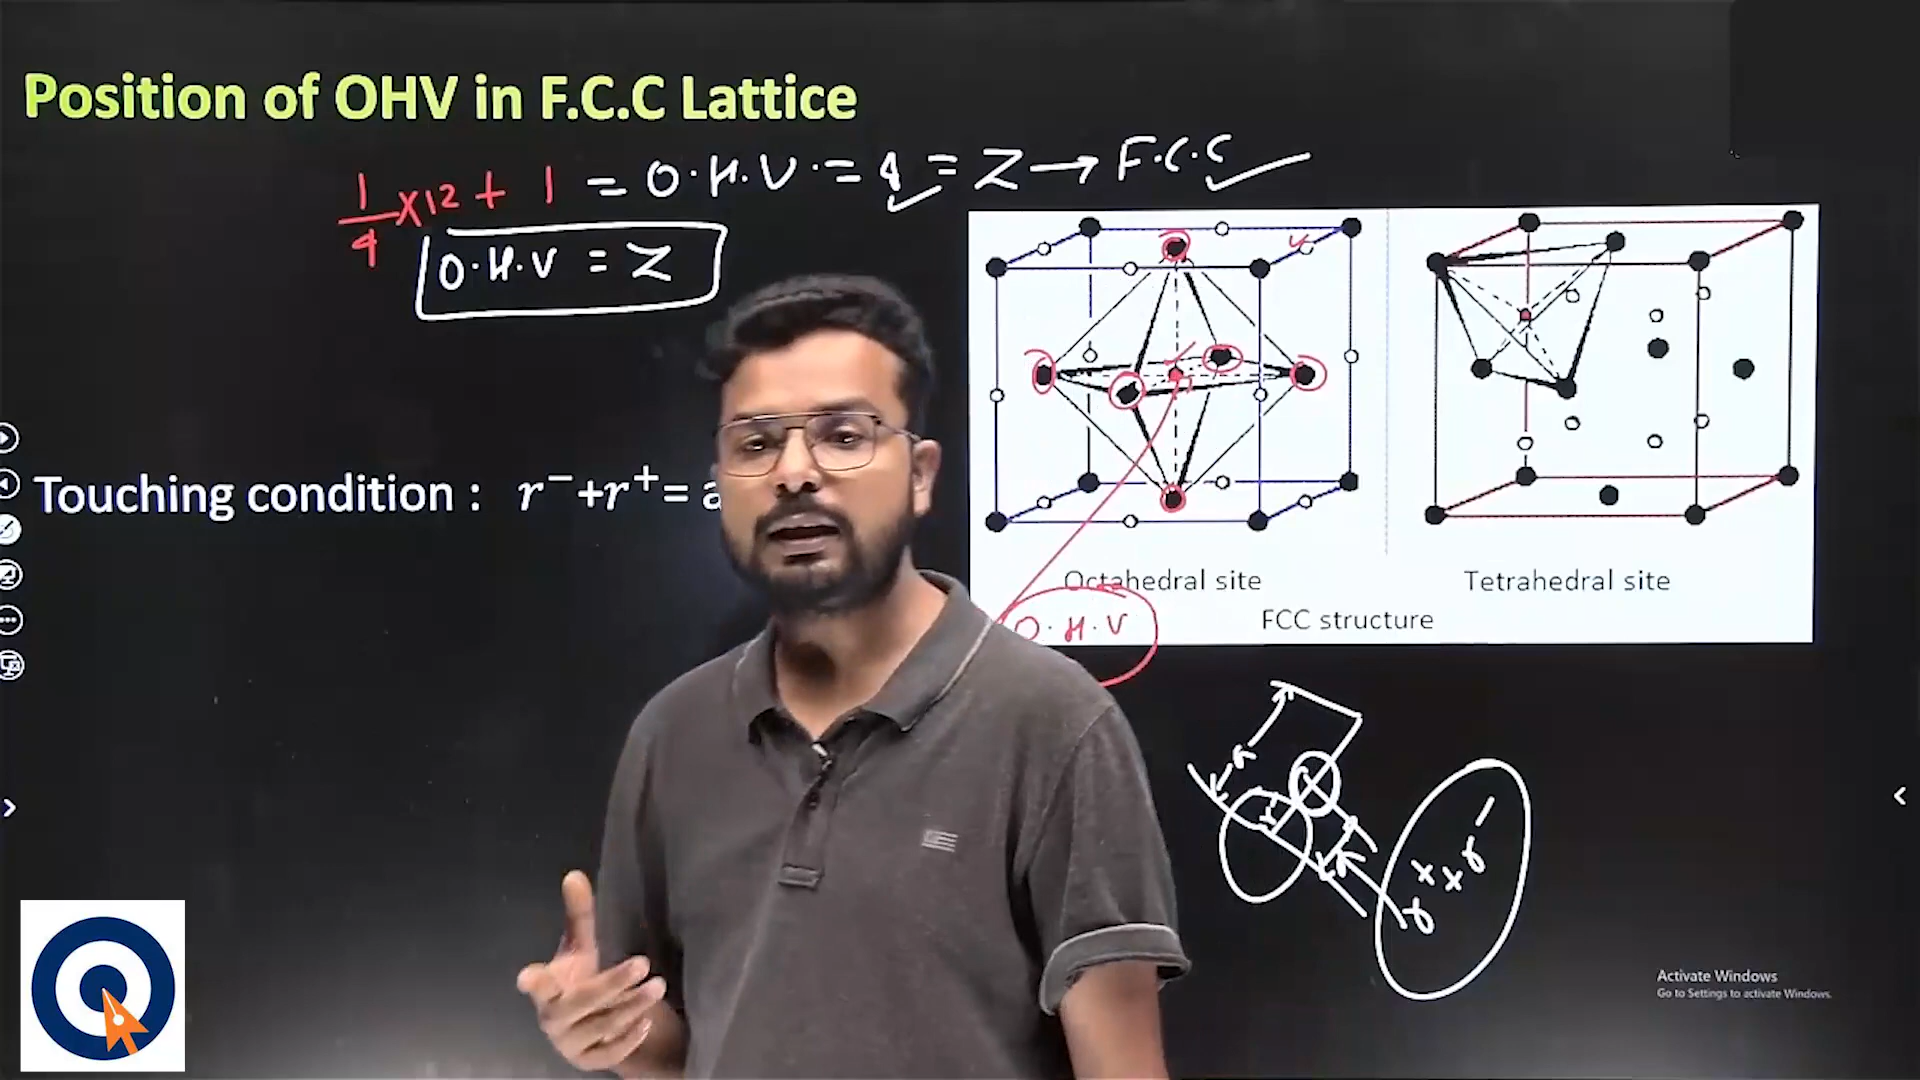 Position of OHV in F.C.C Lattice
1/4 ×12 + 1 = O.H.V. = 4 = Z → F.C.C
O.H.V = Z
Touching condition : r⁻+r⁺= a
Octahedral site
Tetrahedral site
FCC structure
O.H.V
r⁺ + r⁻
Activate Windows
Go to Settings to activate Windows.